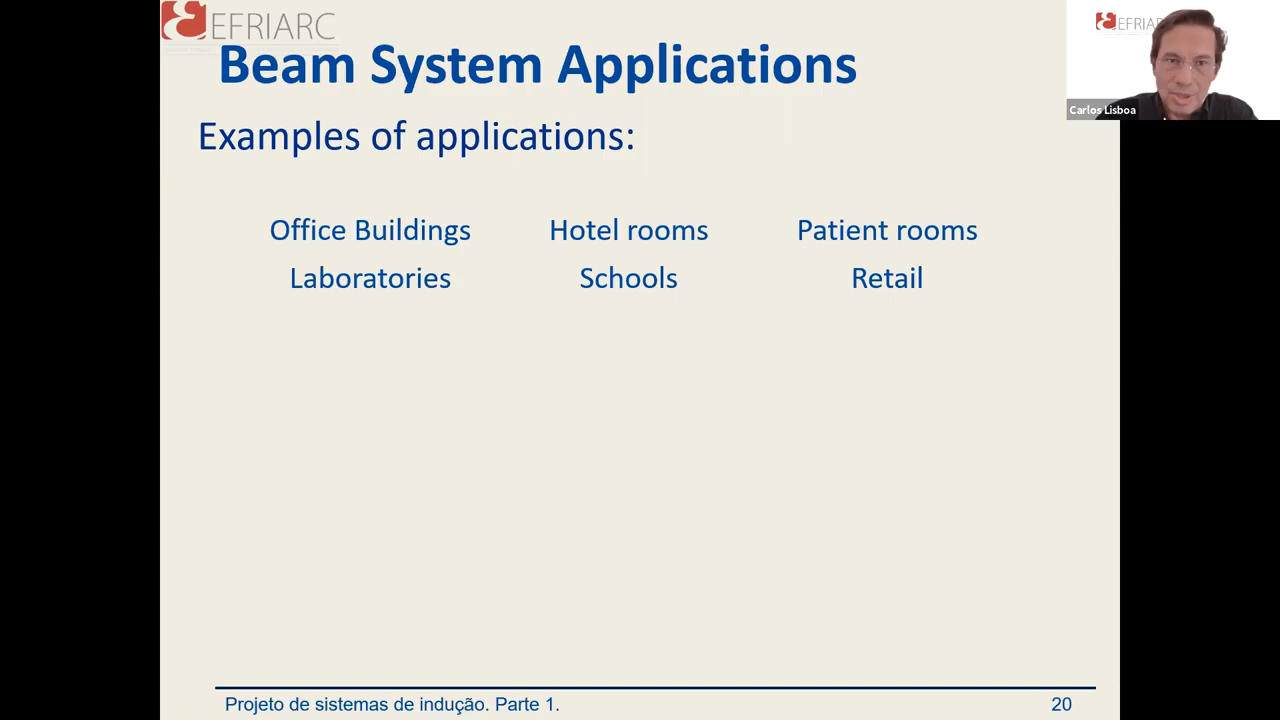 EFRIARC
Beam System Applications
Examples of applications:
Office Buildings Hotel rooms Patient rooms
Laboratories Schools Retail
Projeto de sistemas de indução. Parte 1. 20
EFRIARC
Carlos Lisboa